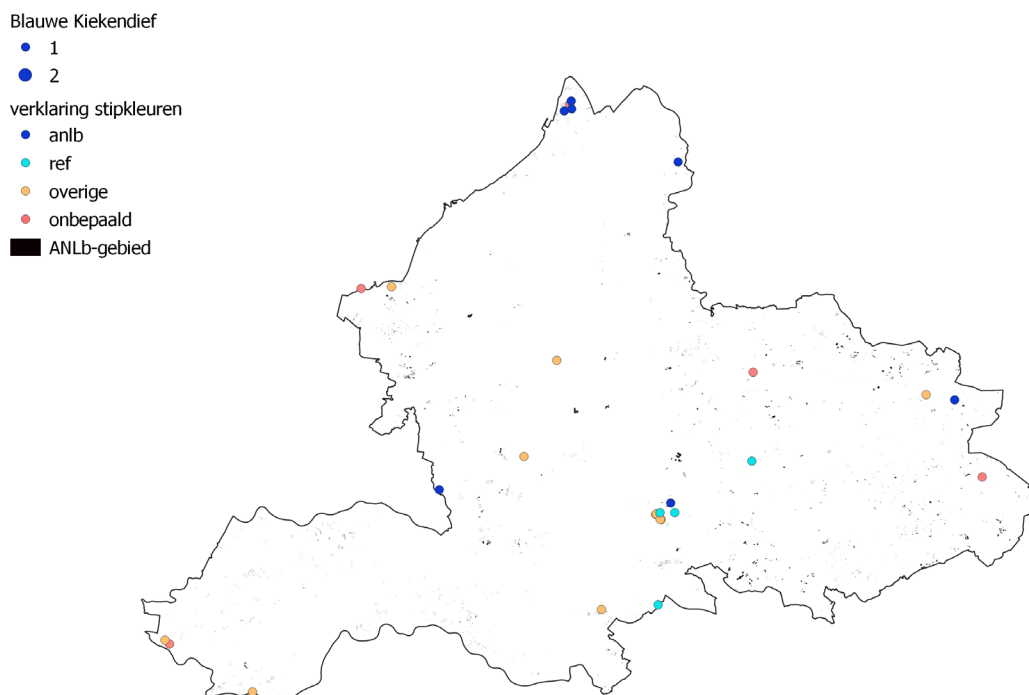 Blauwe Kiekendief
1
2
verklaring stipkleuren
anlb
ref
overige
onbepaald
ANLb-gebied